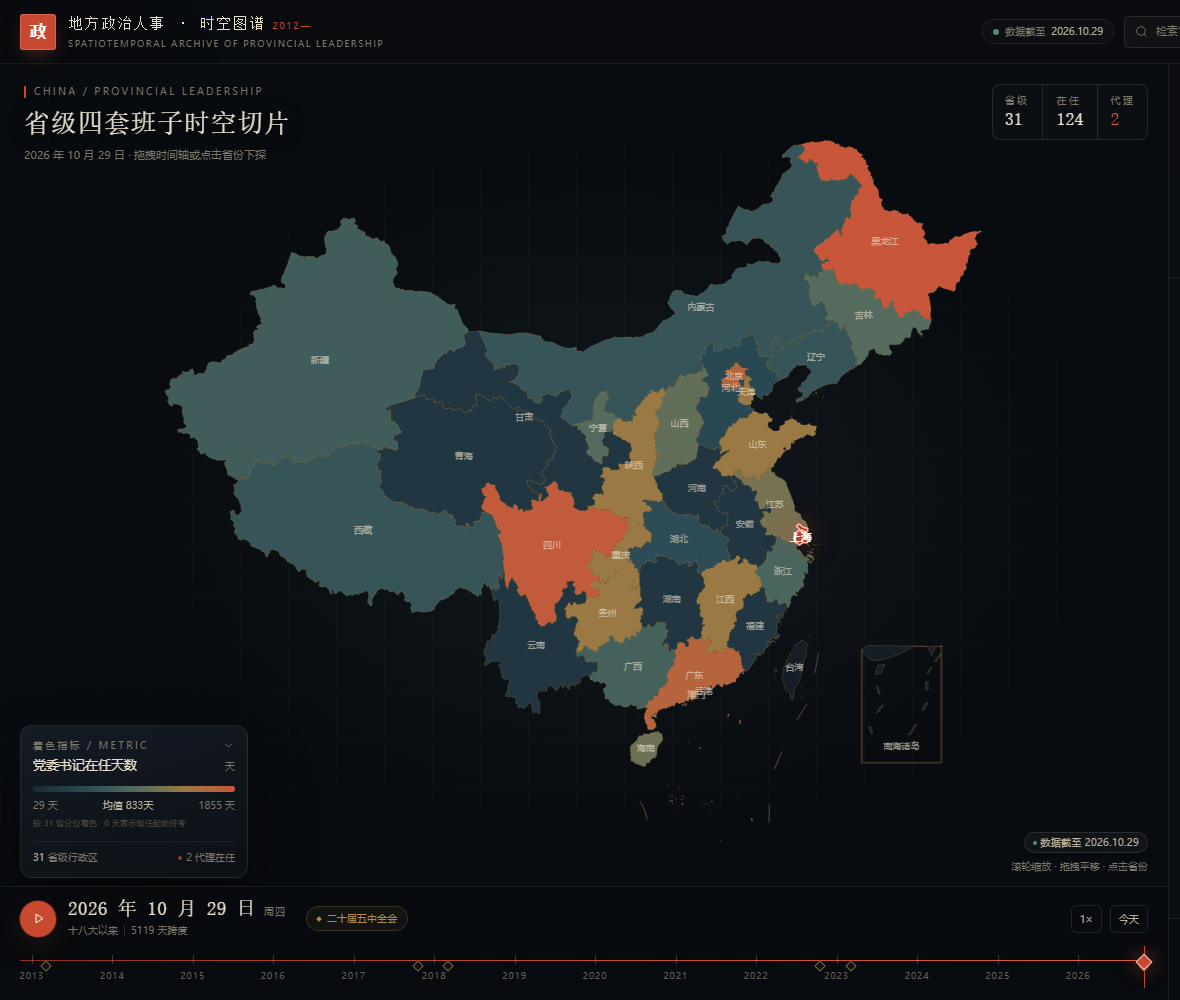 政
地方政治人事 · 时空图谱 2012—
SPATIOTEMPORAL ARCHIVE OF PROVINCIAL LEADERSHIP
数据截至 2026.10.29
检索
CHINA / PROVINCIAL LEADERSHIP
省级四套班子时空切片
2026 年 10 月 29 日 · 拖拽时间轴或点击省份下探
省级 在任 代理
31 124 2
黑龙江
内蒙古
吉林
辽宁
新疆
北京
河北
天津
甘肃
宁夏
山西
山东
青海
陕西
河南
江苏
西藏
安徽
上海
四川
湖北
重庆
浙江
贵州
湖南
江西
福建
云南
广西
广东
台湾
香港
澳门
海南
南海诸岛
着色指标 / METRIC
党委书记在任天数 天
29 天 均值 833天 1855 天
按 31 省分位着色 · 0 天表示现任起始待考
31 省级行政区 2 代理在任
数据截至 2026.10.29
滚轮缩放 · 拖拽平移 · 点击省份
2026 年 10 月 29 日 周四
十八大以来 | 5119 天跨度
二十届五中全会
1×
今天
2013 2014 2015 2016 2017 2018 2019 2020 2021 2022 2023 2024 2025 2026